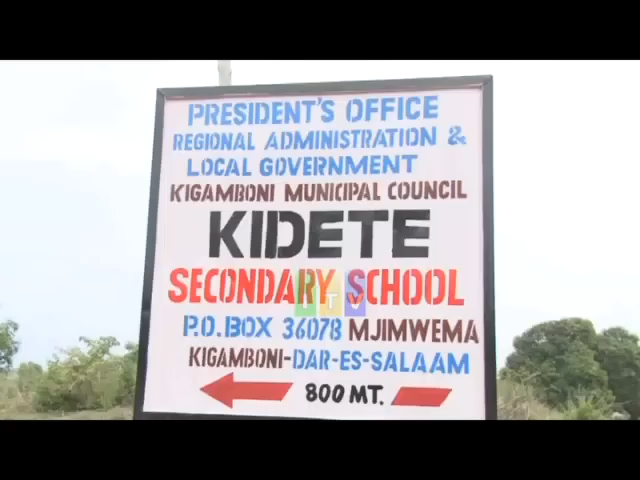 PRESIDENT'S OFFICE
REGIONAL ADMINISTRATION &
LOCAL GOVERNMENT
KIGAMBONI MUNICIPAL COUNCIL
KIDETE
SECONDARY SCHOOL
ITV
P.O. BOX 36078 MJIMWEMA
KIGAMBONI-DAR-ES-SALAAM
800 MT.